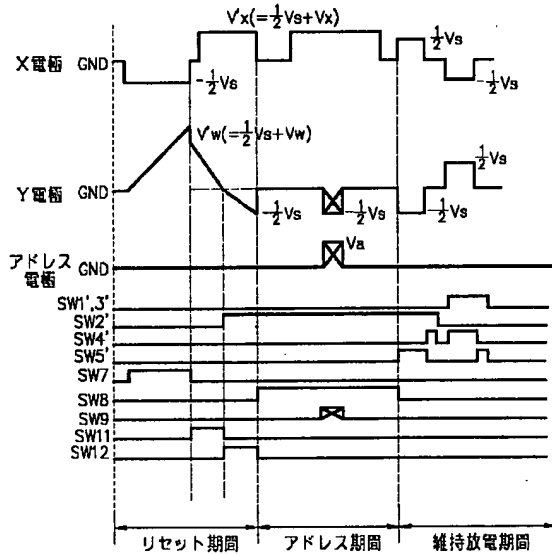 V'x(=1/2Vs+Vx)
X電極 GND
1/2Vs
-1/2Vs
-1/2Vs
V'w(=1/2Vs+Vw)
1/2Vs
Y電極 GND
-1/2Vs
-1/2Vs
-1/2Vs
Va
アドレス電極 GND
SW1',3'
SW2'
SW4'
SW5'
SW7
SW8
SW9
SW11
SW12
リセット期間 アドレス期間 維持放電期間